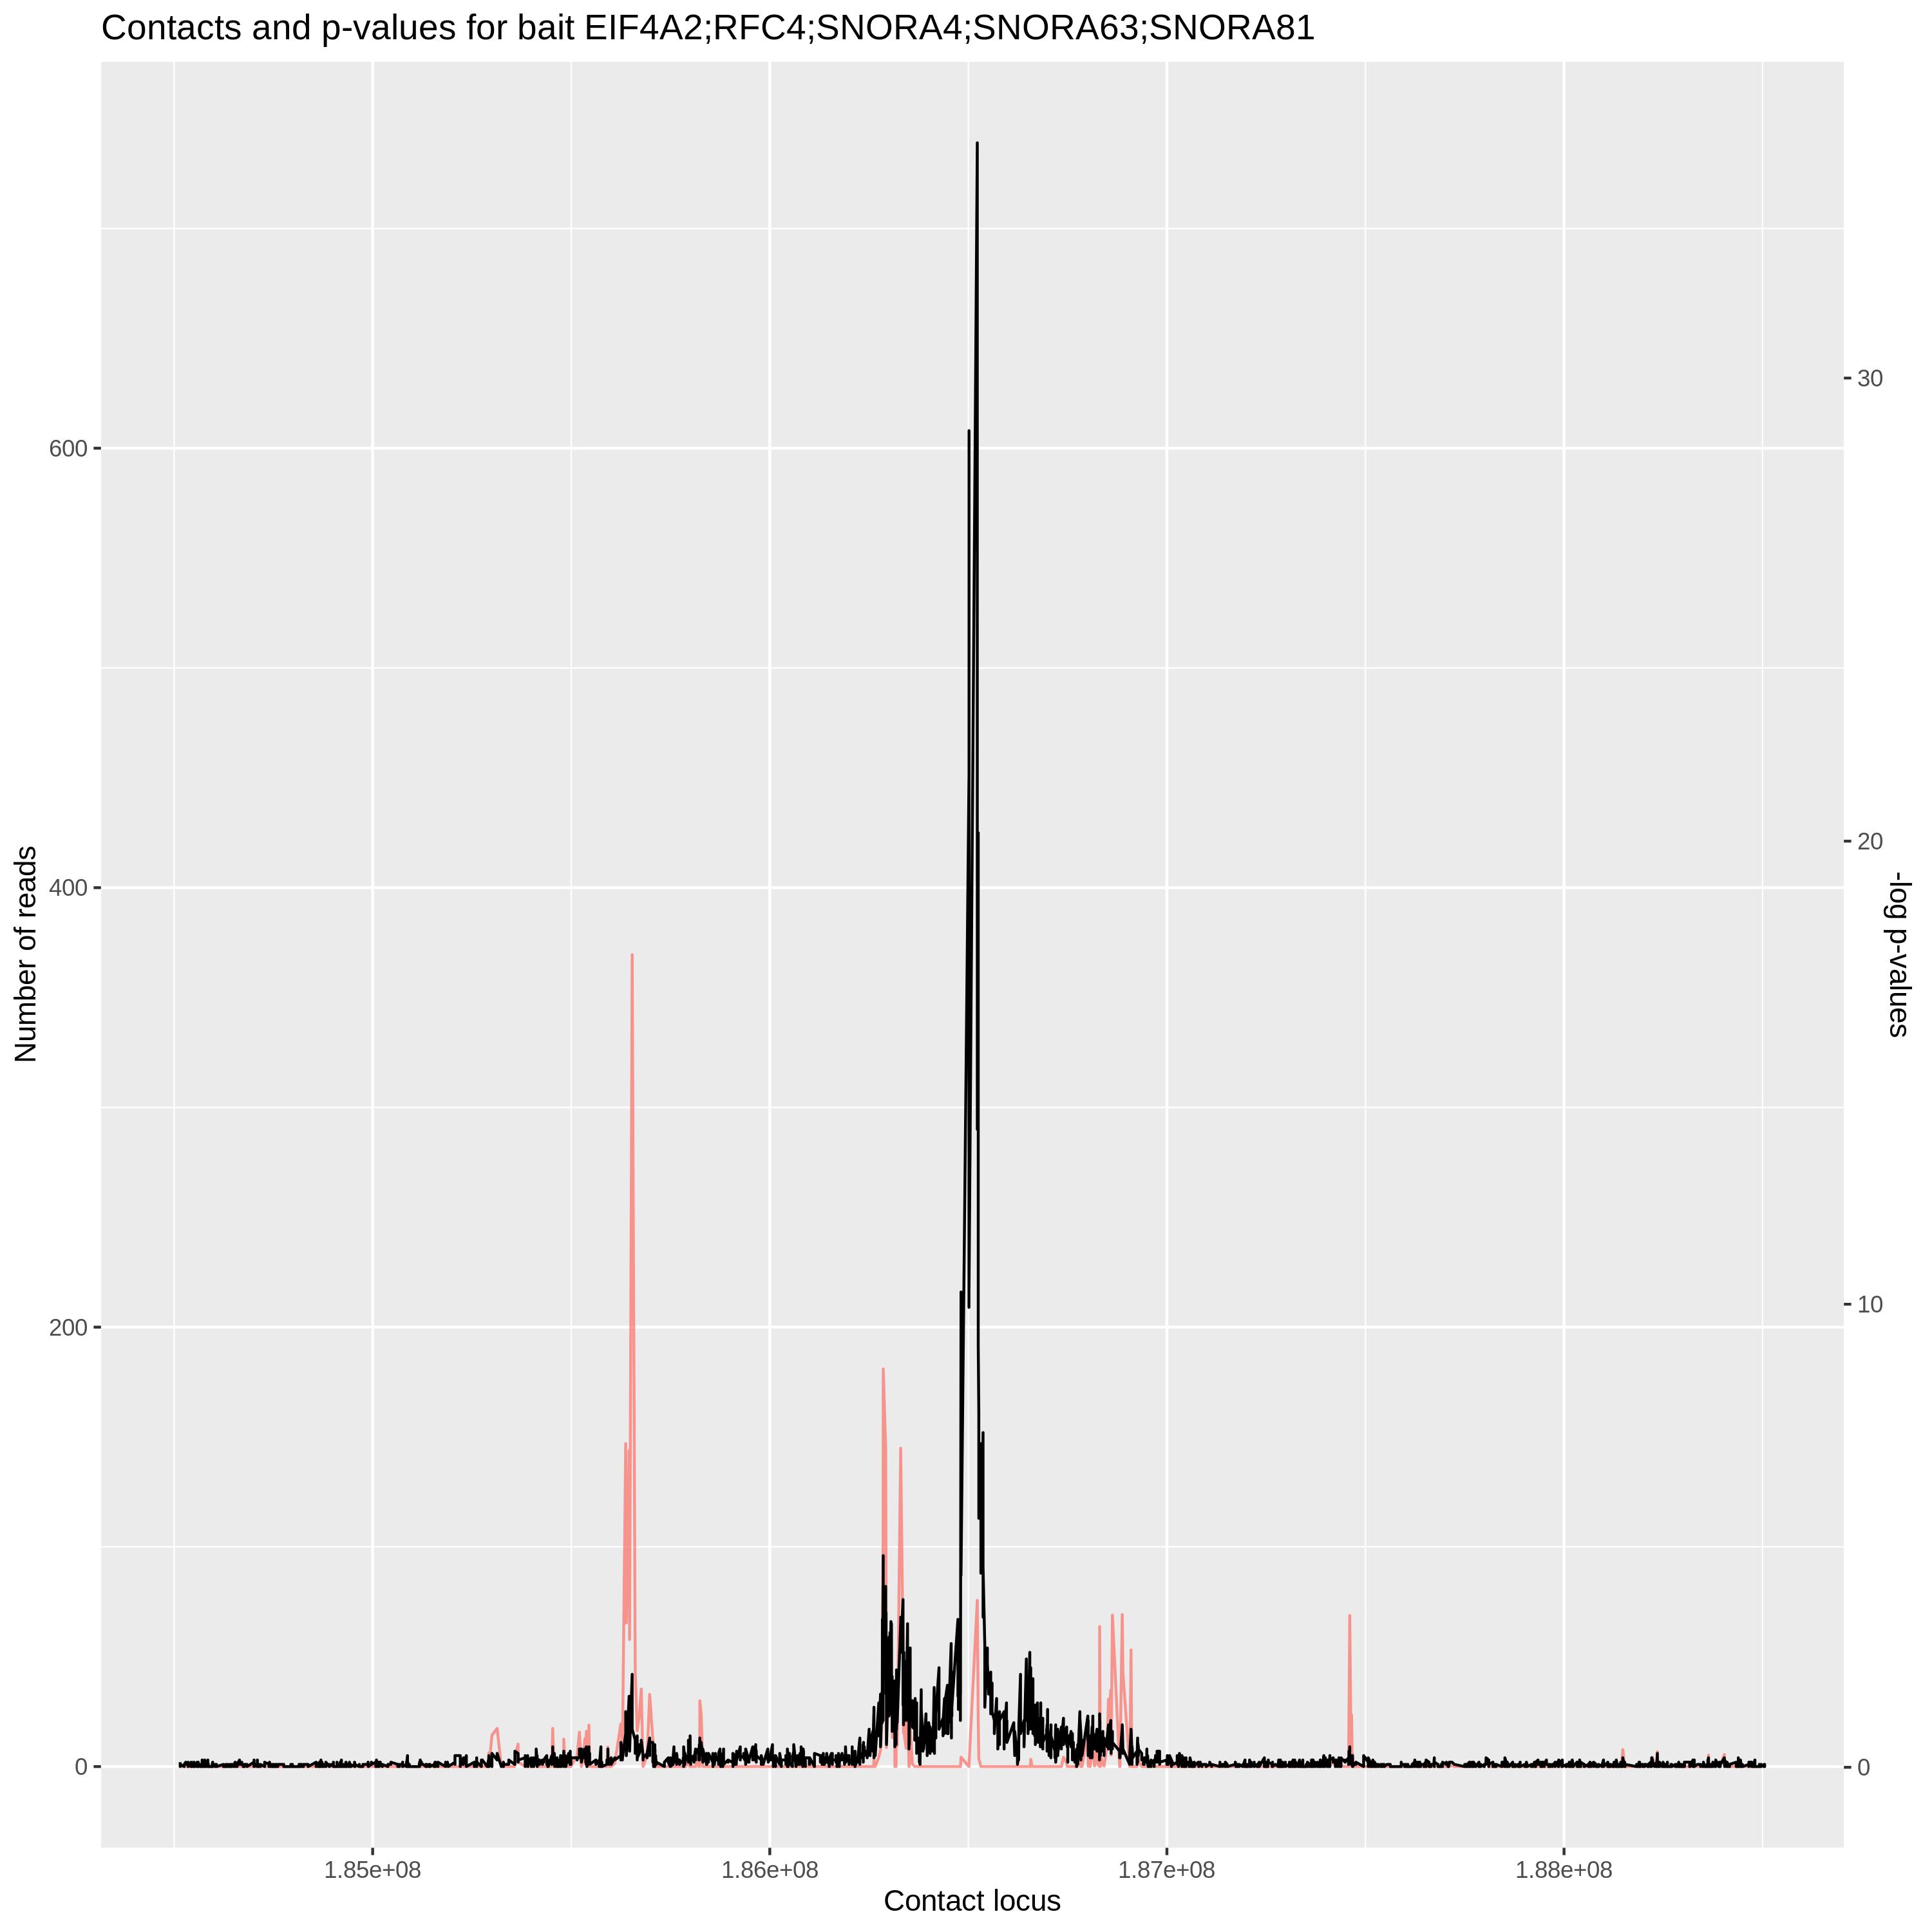 Contacts and p-values for bait EIF4A2;RFC4;SNORA4;SNORA63;SNORA81
Number of reads
600
400
200
0
30
20
10
0
-log p-values
1.85e+08
1.86e+08
1.87e+08
1.88e+08
Contact locus